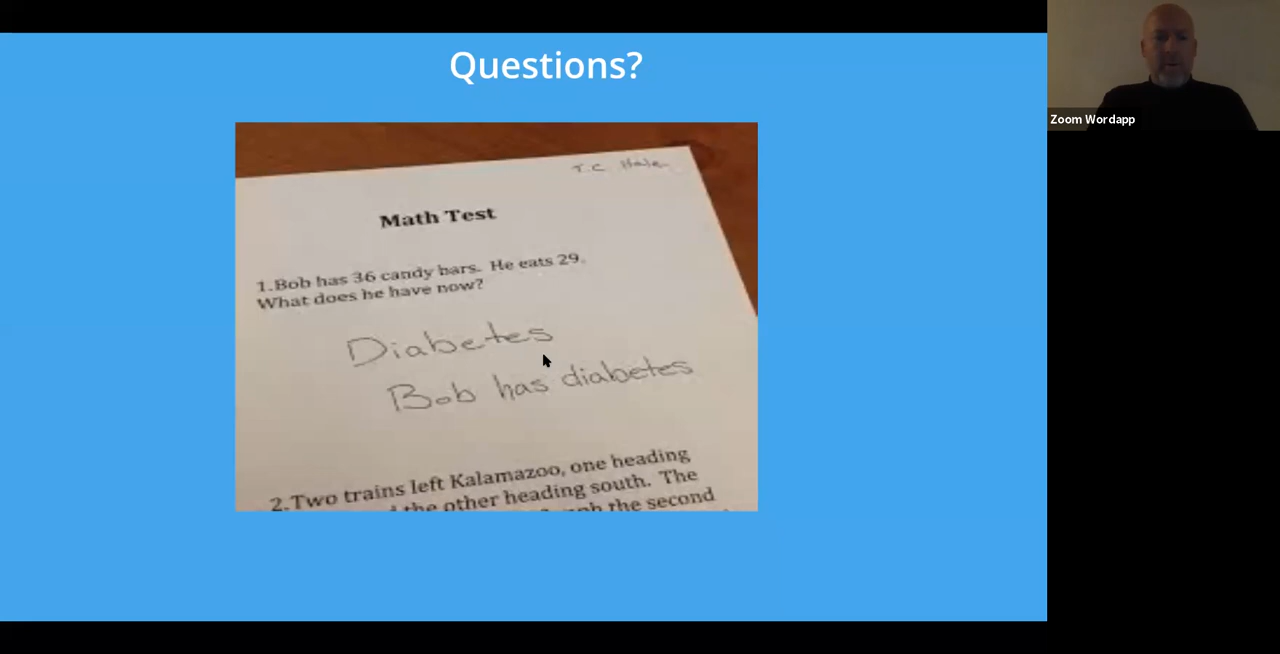 Questions?
Zoom Wordapp
T.C Hale
Math Test
1.Bob has 36 candy bars. He eats 29.
What does he have now?
Diabetes
Bob has diabetes
2.Two trains left Kalamazoo, one heading
the other heading south. The
the second